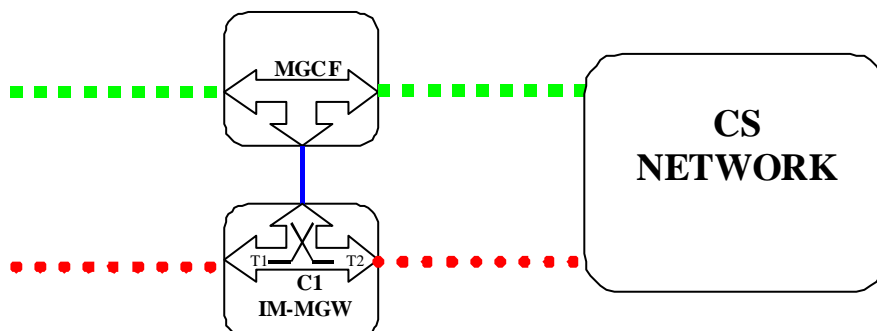 MGCF
CS
NETWORK
T1
T2
C1
IM-MGW